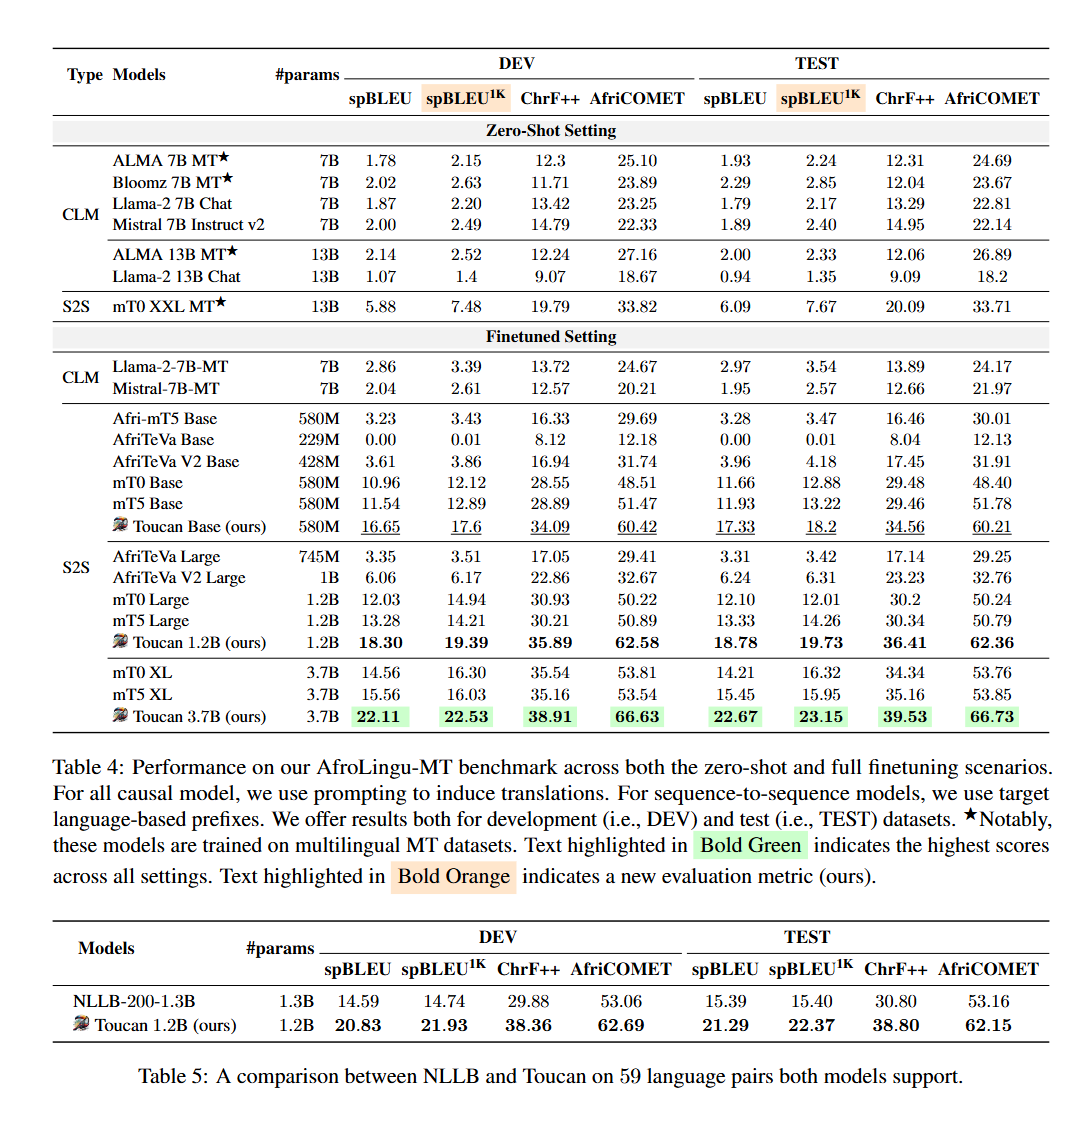 Type Models #params DEV TEST
spBLEU spBLEU1K ChrF++ AfriCOMET spBLEU spBLEU1K ChrF++ AfriCOMET
Zero-Shot Setting
CLM
ALMA 7B MT★ 7B 1.78 2.15 12.3 25.10 1.93 2.24 12.31 24.69
Bloomz 7B MT★ 7B 2.02 2.63 11.71 23.89 2.29 2.85 12.04 23.67
Llama-2 7B Chat 7B 1.87 2.20 13.42 23.25 1.79 2.17 13.29 22.81
Mistral 7B Instruct v2 7B 2.00 2.49 14.79 22.33 1.89 2.40 14.95 22.14
ALMA 13B MT★ 13B 2.14 2.52 12.24 27.16 2.00 2.33 12.06 26.89
Llama-2 13B Chat 13B 1.07 1.4 9.07 18.67 0.94 1.35 9.09 18.2
S2S mT0 XXL MT★ 13B 5.88 7.48 19.79 33.82 6.09 7.67 20.09 33.71
Finetuned Setting
CLM
Llama-2-7B-MT 7B 2.86 3.39 13.72 24.67 2.97 3.54 13.89 24.17
Mistral-7B-MT 7B 2.04 2.61 12.57 20.21 1.95 2.57 12.66 21.97
S2S
Afri-mT5 Base 580M 3.23 3.43 16.33 29.69 3.28 3.47 16.46 30.01
AfriTeVa Base 229M 0.00 0.01 8.12 12.18 0.00 0.01 8.04 12.13
AfriTeVa V2 Base 428M 3.61 3.86 16.94 31.74 3.96 4.18 17.45 31.91
mT0 Base 580M 10.96 12.12 28.55 48.51 11.66 12.88 29.48 48.40
mT5 Base 580M 11.54 12.89 28.89 51.47 11.93 13.22 29.46 51.78
Toucan Base (ours) 580M 16.65 17.6 34.09 60.42 17.33 18.2 34.56 60.21
AfriTeVa Large 745M 3.35 3.51 17.05 29.41 3.31 3.42 17.14 29.25
AfriTeVa V2 Large 1B 6.06 6.17 22.86 32.67 6.24 6.31 23.23 32.76
mT0 Large 1.2B 12.03 14.94 30.93 50.22 12.10 12.01 30.2 50.24
mT5 Large 1.2B 13.28 14.21 30.21 50.89 13.33 14.26 30.34 50.79
Toucan 1.2B (ours) 1.2B 18.30 19.39 35.89 62.58 18.78 19.73 36.41 62.36
mT0 XL 3.7B 14.56 16.30 35.54 53.81 14.21 16.32 34.34 53.76
mT5 XL 3.7B 15.56 16.03 35.16 53.54 15.45 15.95 35.16 53.85
Toucan 3.7B (ours) 3.7B 22.11 22.53 38.91 66.63 22.67 23.15 39.53 66.73
Table 4: Performance on our AfroLingu-MT benchmark across both the zero-shot and full finetuning scenarios.
For all causal model, we use prompting to induce translations. For sequence-to-sequence models, we use target
language-based prefixes. We offer results both for development (i.e., DEV) and test (i.e., TEST) datasets. ★Notably,
these models are trained on multilingual MT datasets. Text highlighted in Bold Green indicates the highest scores
across all settings. Text highlighted in Bold Orange indicates a new evaluation metric (ours).
Models #params DEV TEST
spBLEU spBLEU1K ChrF++ AfriCOMET spBLEU spBLEU1K ChrF++ AfriCOMET
NLLB-200-1.3B 1.3B 14.59 14.74 29.88 53.06 15.39 15.40 30.80 53.16
Toucan 1.2B (ours) 1.2B 20.83 21.93 38.36 62.69 21.29 22.37 38.80 62.15
Table 5: A comparison between NLLB and Toucan on 59 language pairs both models support.